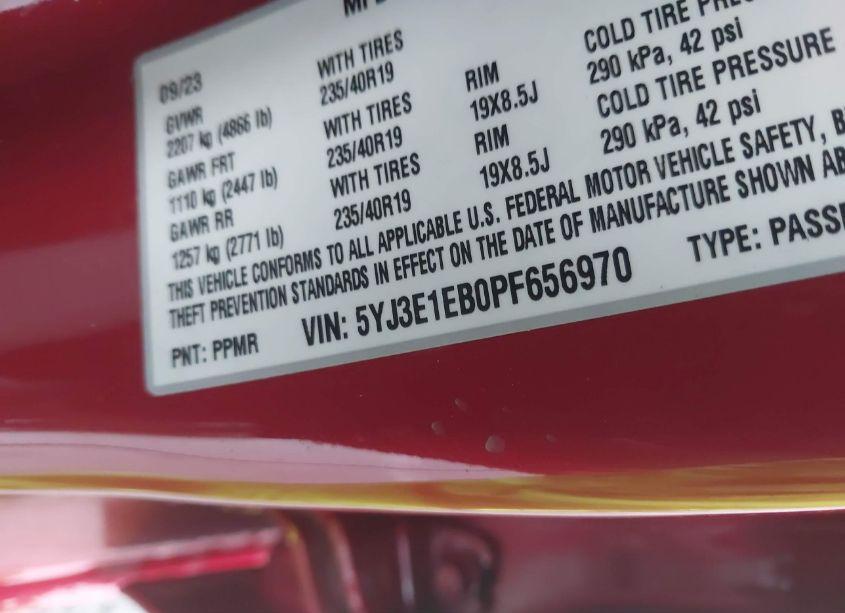 09/23
GVWR
2207 kg (4866 lb)
GAWR FRT
1110 kg (2447 lb)
GAWR RR
1257 kg (2771 lb)
WITH TIRES
235/40R19
WITH TIRES
235/40R19
WITH TIRES
235/40R19
RIM
19X8.5J
RIM
19X8.5J
COLD TIRE
290 kPa, 42 psi
COLD TIRE PRESSURE
290 kPa, 42 psi
THIS VEHICLE CONFORMS TO ALL APPLICABLE U.S. FEDERAL MOTOR VEHICLE SAFETY,
THEFT PREVENTION STANDARDS IN EFFECT ON THE DATE OF MANUFACTURE SHOWN
PNT: PPMR VIN: 5YJ3E1EB0PF656970 TYPE: